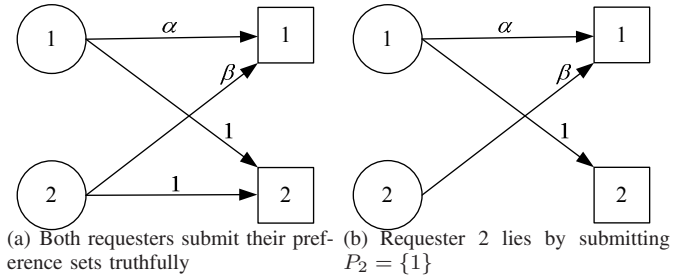 1 α 1 1 α 1
β β
1 1
2 1 2 2 2
(a) Both requesters submit their pref- (b) Requester 2 lies by submitting
erence sets truthfully P₂ = {1}